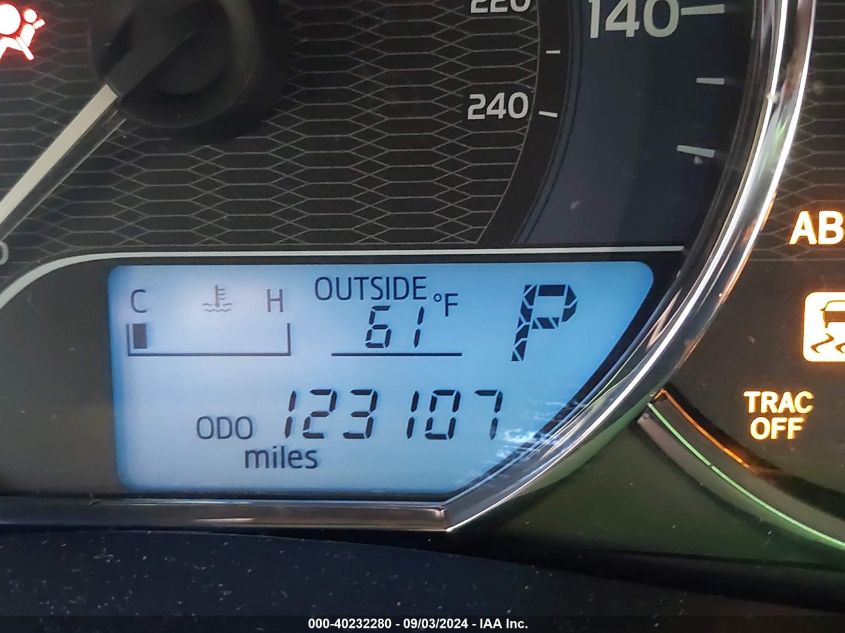 220
140
240
AB
C H OUTSIDE °F
61
P
ODO 123107
miles
TRAC
OFF
000-40232280 - 09/03/2024 - IAA Inc.